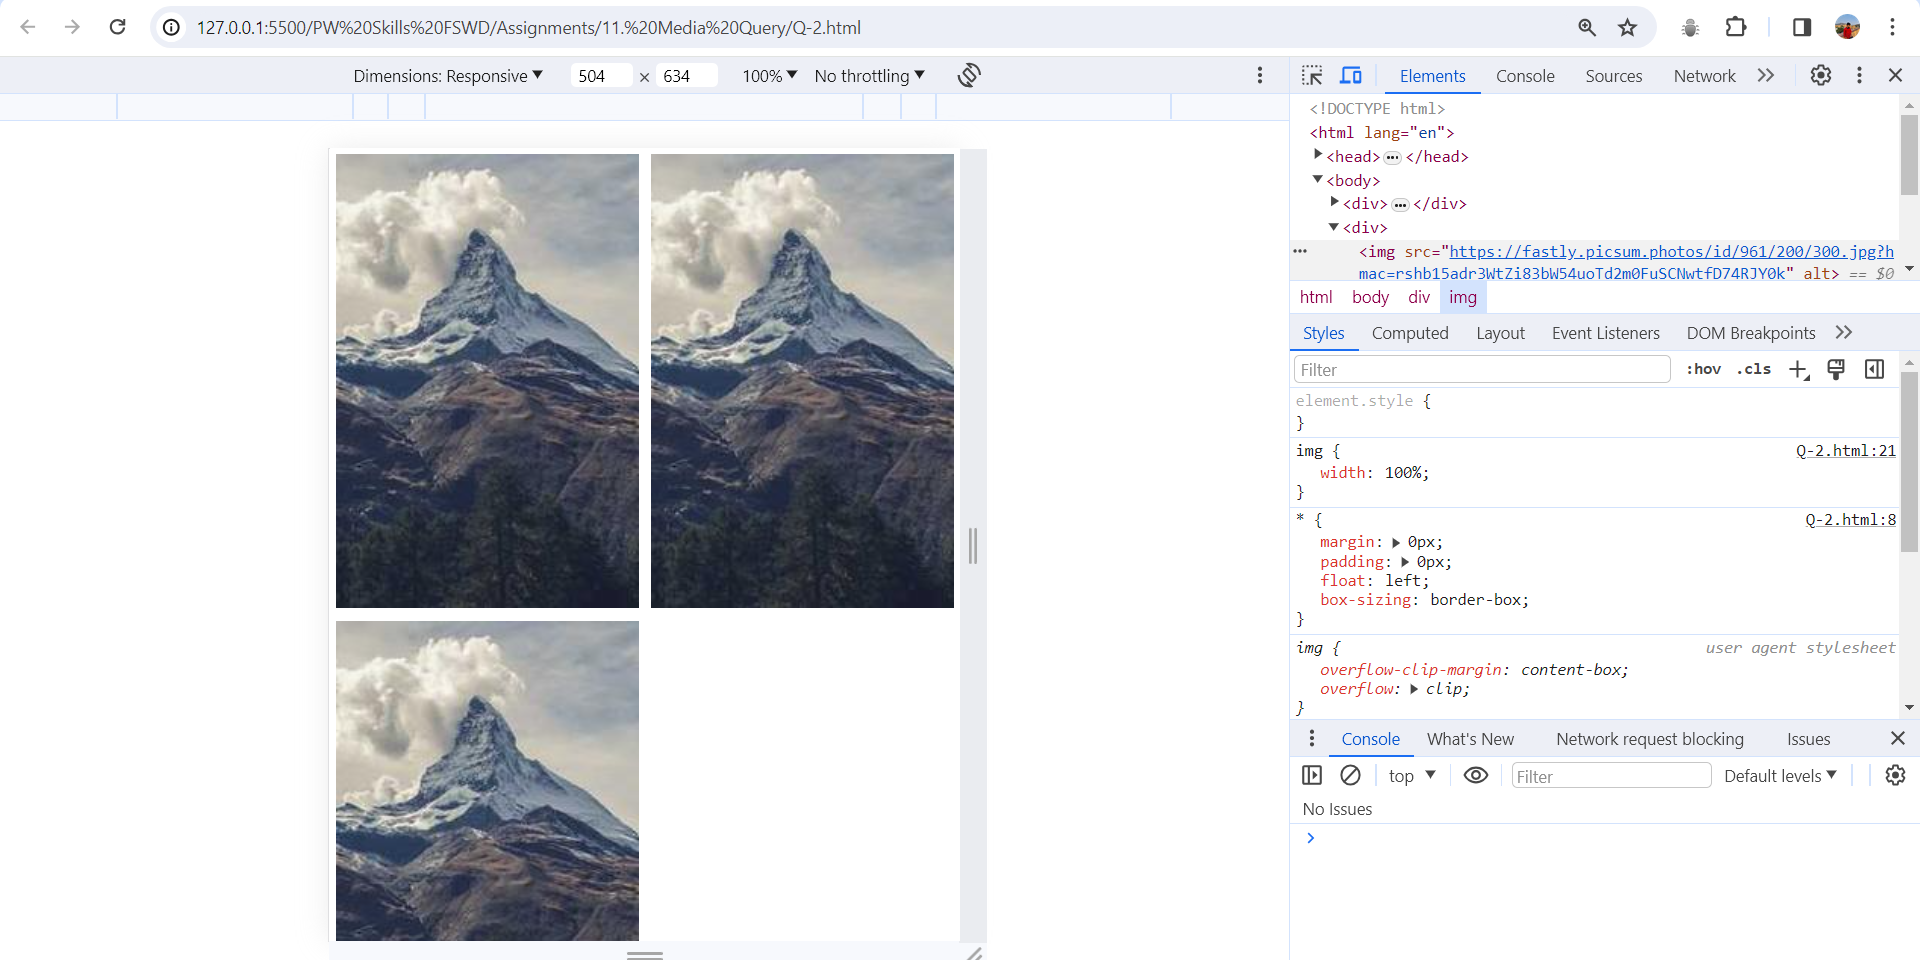 127.0.0.1:5500/PW%20Skills%20FSWD/Assignments/11.%20Media%20Query/Q-2.html
Dimensions: Responsive 504 × 634 100% No throttling
Elements Console Sources Network
<!DOCTYPE html>
<html lang="en">
<head> ••• </head>
<body>
<div> ••• </div>
<div>
••• <img src="https://fastly.picsum.photos/id/961/200/300.jpg?h
mac=rshb15adr3WtZi83bW54uoTd2m0FuSCNwtfD74RJY0k" alt> == $0
html body div img
Styles Computed Layout Event Listeners DOM Breakpoints
Filter :hov .cls
element.style {
}
img { Q-2.html:21
width: 100%;
}
* { Q-2.html:8
margin: 0px;
padding: 0px;
float: left;
box-sizing: border-box;
}
img { user agent stylesheet
overflow-clip-margin: content-box;
overflow: clip;
}
Console What's New Network request blocking Issues
top Filter Default levels
No Issues